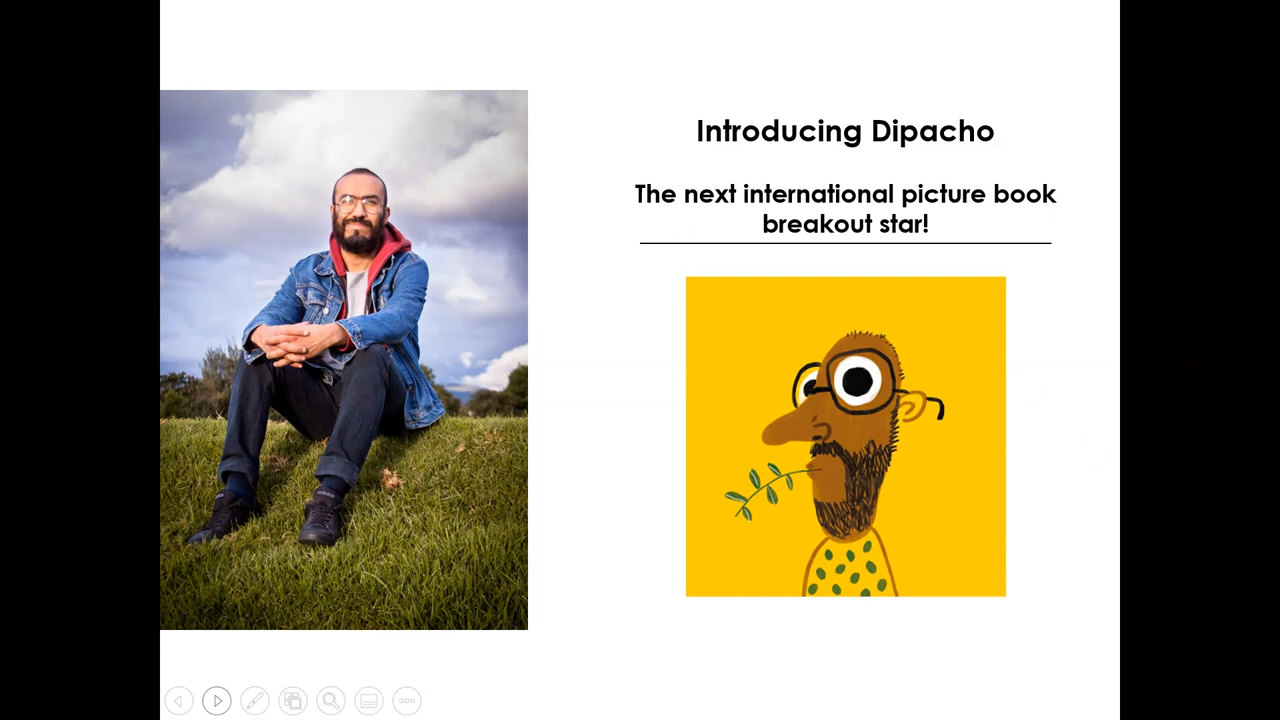 Introducing Dipacho
The next international picture book
breakout star!